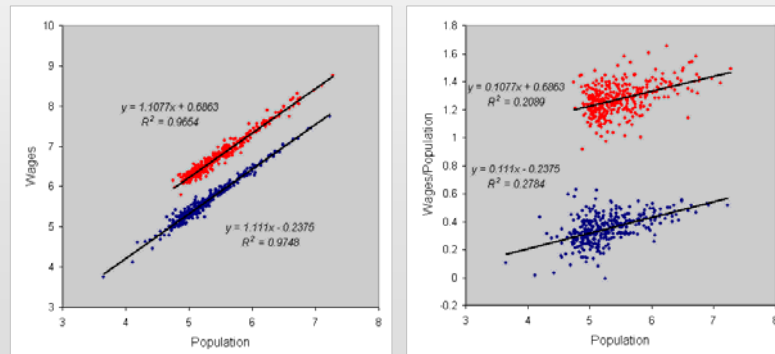 10
9
8
7
6
5
4
3
3
4
5
6
7
8
Wages
Population
y = 1.1077x + 0.6863
R² = 0.9654
y = 1.111x - 0.2375
R² = 0.9748
1.8
1.6
1.4
1.2
1
0.8
0.6
0.4
0.2
0
-0.2
3
4
5
6
7
8
Wages/Population
Population
y = 0.1077x + 0.6863
R² = 0.2089
y = 0.111x - 0.2375
R² = 0.2784